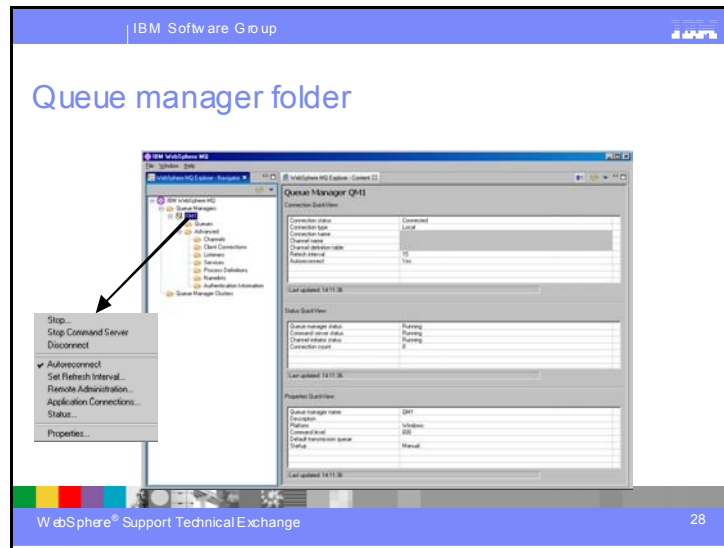 IBM Software Group
IBM
Queue manager folder
IBM WebSphere MQ
File Window Help
WebSphere MQ Explorer - Navigator
WebSphere MQ Explorer - Content
IBM WebSphere MQ
Queue Managers
QM1
Queues
Advanced
Channels
Client Connections
Listeners
Services
Process Definitions
Namelists
Authentication Information
Queue Manager Clusters
Queue Manager QM1
Connection QuickView:
Connection status Connected
Connection type Local
Connection name
Channel name
Channel definition table
Refresh interval 15
Autoreconnect Yes
Last updated: 14:11:36
Status QuickView:
Queue manager status Running
Command server status Running
Channel initiator status Running
Connection count 8
Last updated: 14:11:36
Properties QuickView:
Queue manager name QM1
Description
Platform Windows
Command level 600
Default transmission queue
Startup Manual
Last updated: 14:11:36
Stop...
Stop Command Server
Disconnect
Autoreconnect
Set Refresh Interval...
Remote Administration...
Application Connections...
Status...
Properties...
WebSphere® Support Technical Exchange
28